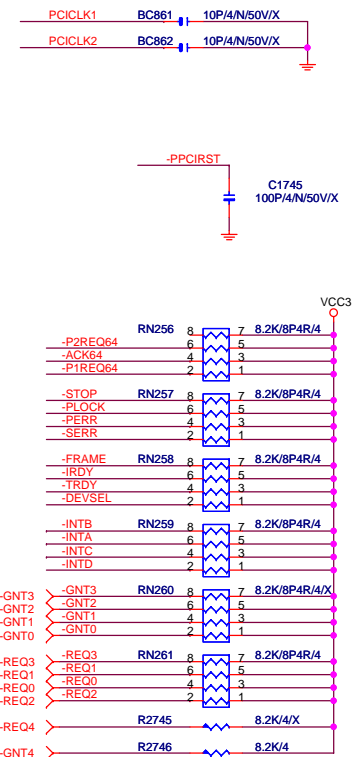 PCICLK1 BC861 10P/4/N/50V/X
PCICLK2 BC862 10P/4/N/50V/X
-PPCIRST
C1745
100P/4/N/50V/X
VCC3
RN256 8 7 8.2K/8P4R/4
-P2REQ64 6 5
-ACK64 4 3
-P1REQ64 2 1
-STOP RN257 8 7 8.2K/8P4R/4
-PLOCK 6 5
-PERR 4 3
-SERR 2 1
-FRAME RN258 8 7 8.2K/8P4R/4
-IRDY 6 5
-TRDY 4 3
-DEVSEL 2 1
-INTB RN259 8 7 8.2K/8P4R/4
-INTA 6 5
-INTC 4 3
-INTD 2 1
-GNT3 -GNT3 RN260 8 7 8.2K/8P4R/4/X
-GNT2 -GNT2 6 5
-GNT1 -GNT1 4 3
-GNT0 -GNT0 2 1
-REQ3 -REQ3 RN261 8 7 8.2K/8P4R/4
-REQ1 -REQ1 6 5
-REQ0 -REQ0 4 3
-REQ2 -REQ2 2 1
-REQ4 R2745 8.2K/4/X
-GNT4 R2746 8.2K/4